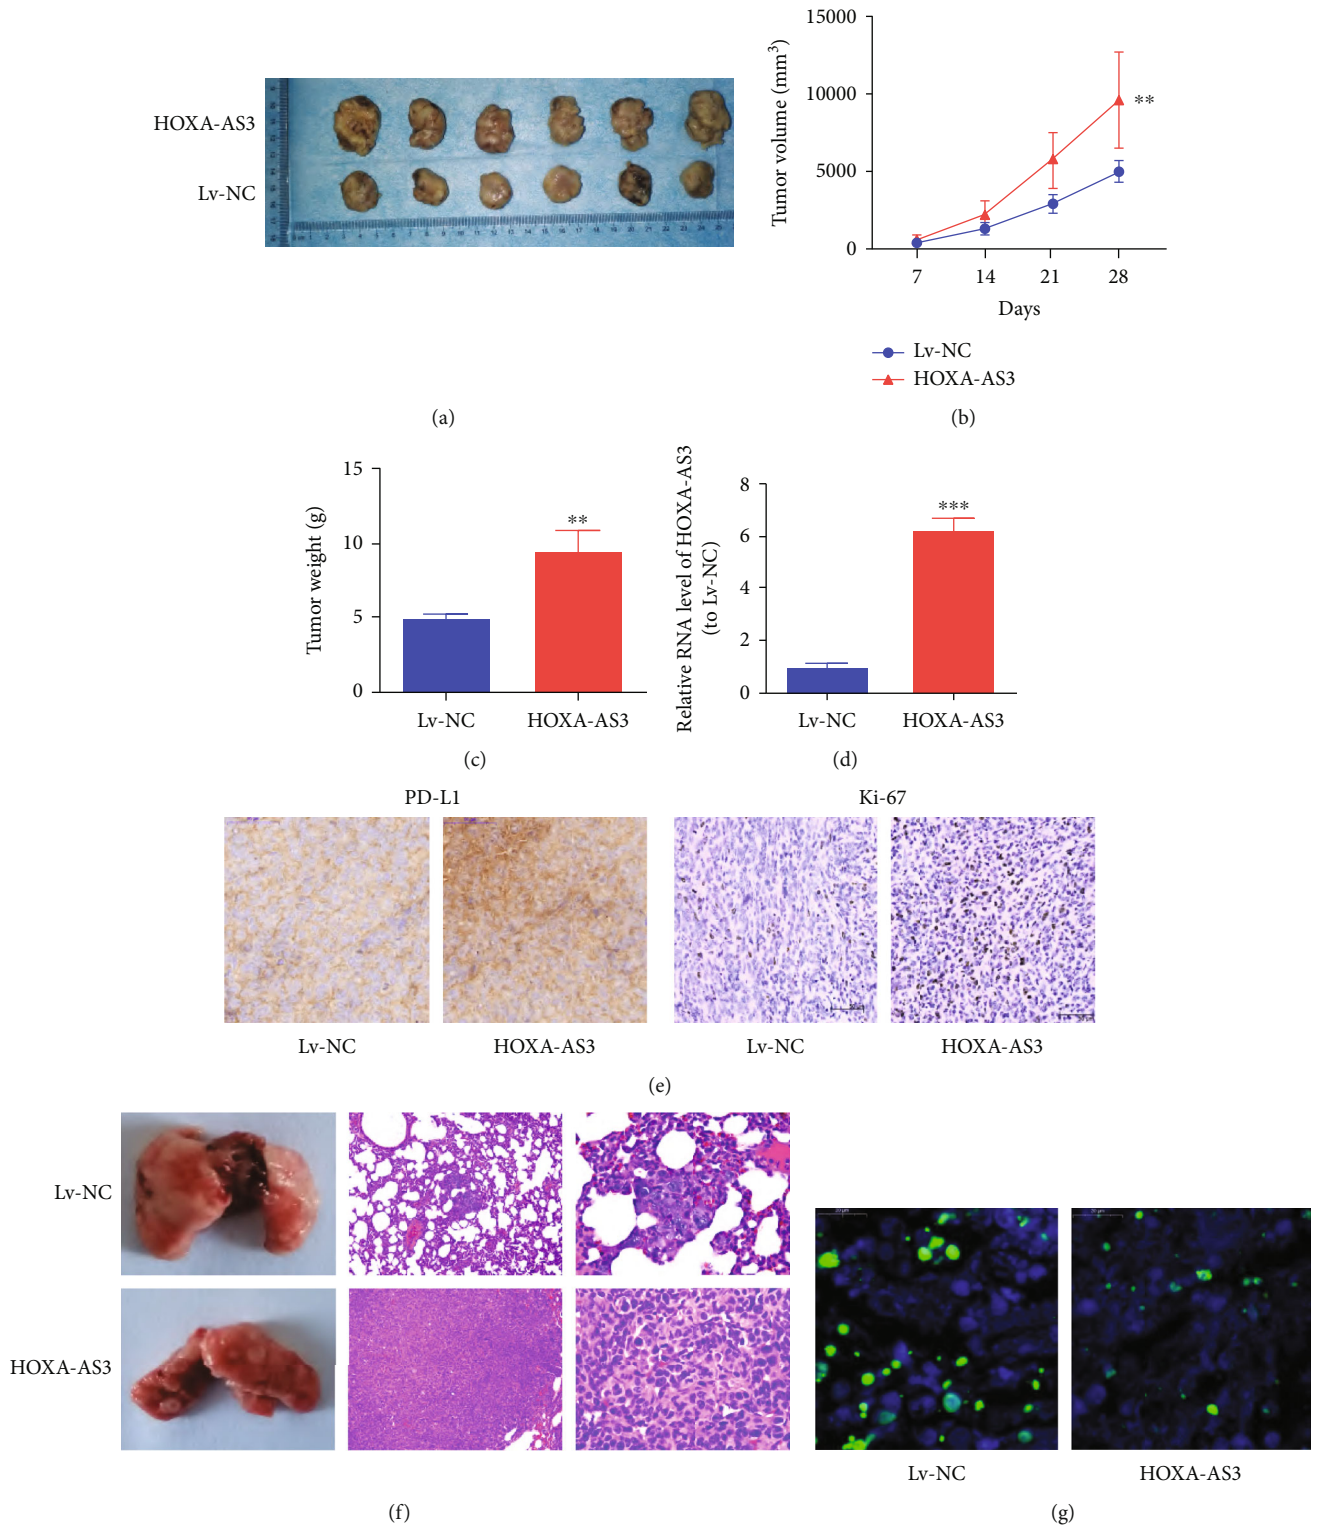 HOXA-AS3
Lv-NC
(a)
Tumor volume (mm³)
15000
10000
5000
0
**
7 14 21 28
Days
Lv-NC
HOXA-AS3
(b)
Tumor weight (g)
15
10
5
0
**
Lv-NC HOXA-AS3
(c)
Relative RNA level of HOXA-AS3
(to Lv-NC)
8
6
4
2
0
***
Lv-NC HOXA-AS3
(d)
PD-L1 Ki-67
Lv-NC HOXA-AS3 Lv-NC HOXA-AS3
(e)
Lv-NC
HOXA-AS3
(f)
20 μm
Lv-NC HOXA-AS3
(g)